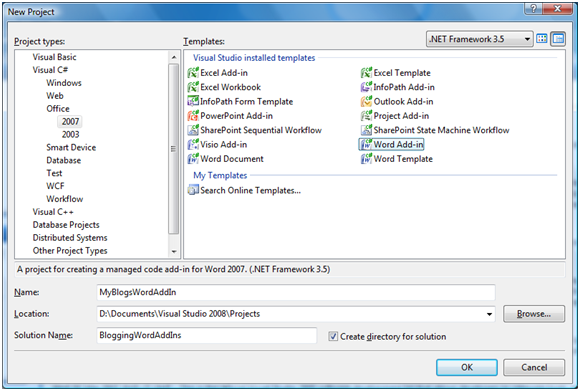 New Project
Project types:
Templates:
.NET Framework 3.5
Visual Basic
Visual C#
Windows
Web
Office
2007
2003
Smart Device
Database
Test
WCF
Workflow
Visual C++
Database Projects
Distributed Systems
Other Project Types
Visual Studio installed templates
Excel Add-in
Excel Template
Excel Workbook
InfoPath Add-in
InfoPath Form Template
Outlook Add-in
PowerPoint Add-in
Project Add-in
SharePoint Sequential Workflow
SharePoint State Machine Workflow
Visio Add-in
Word Add-in
Word Document
Word Template
My Templates
Search Online Templates...
A project for creating a managed code add-in for Word 2007. (.NET Framework 3.5)
Name:
MyBlogsWordAddIn
Location:
D:\Documents\Visual Studio 2008\Projects
Browse...
Solution Name:
BloggingWordAddIns
Create directory for solution
OK
Cancel